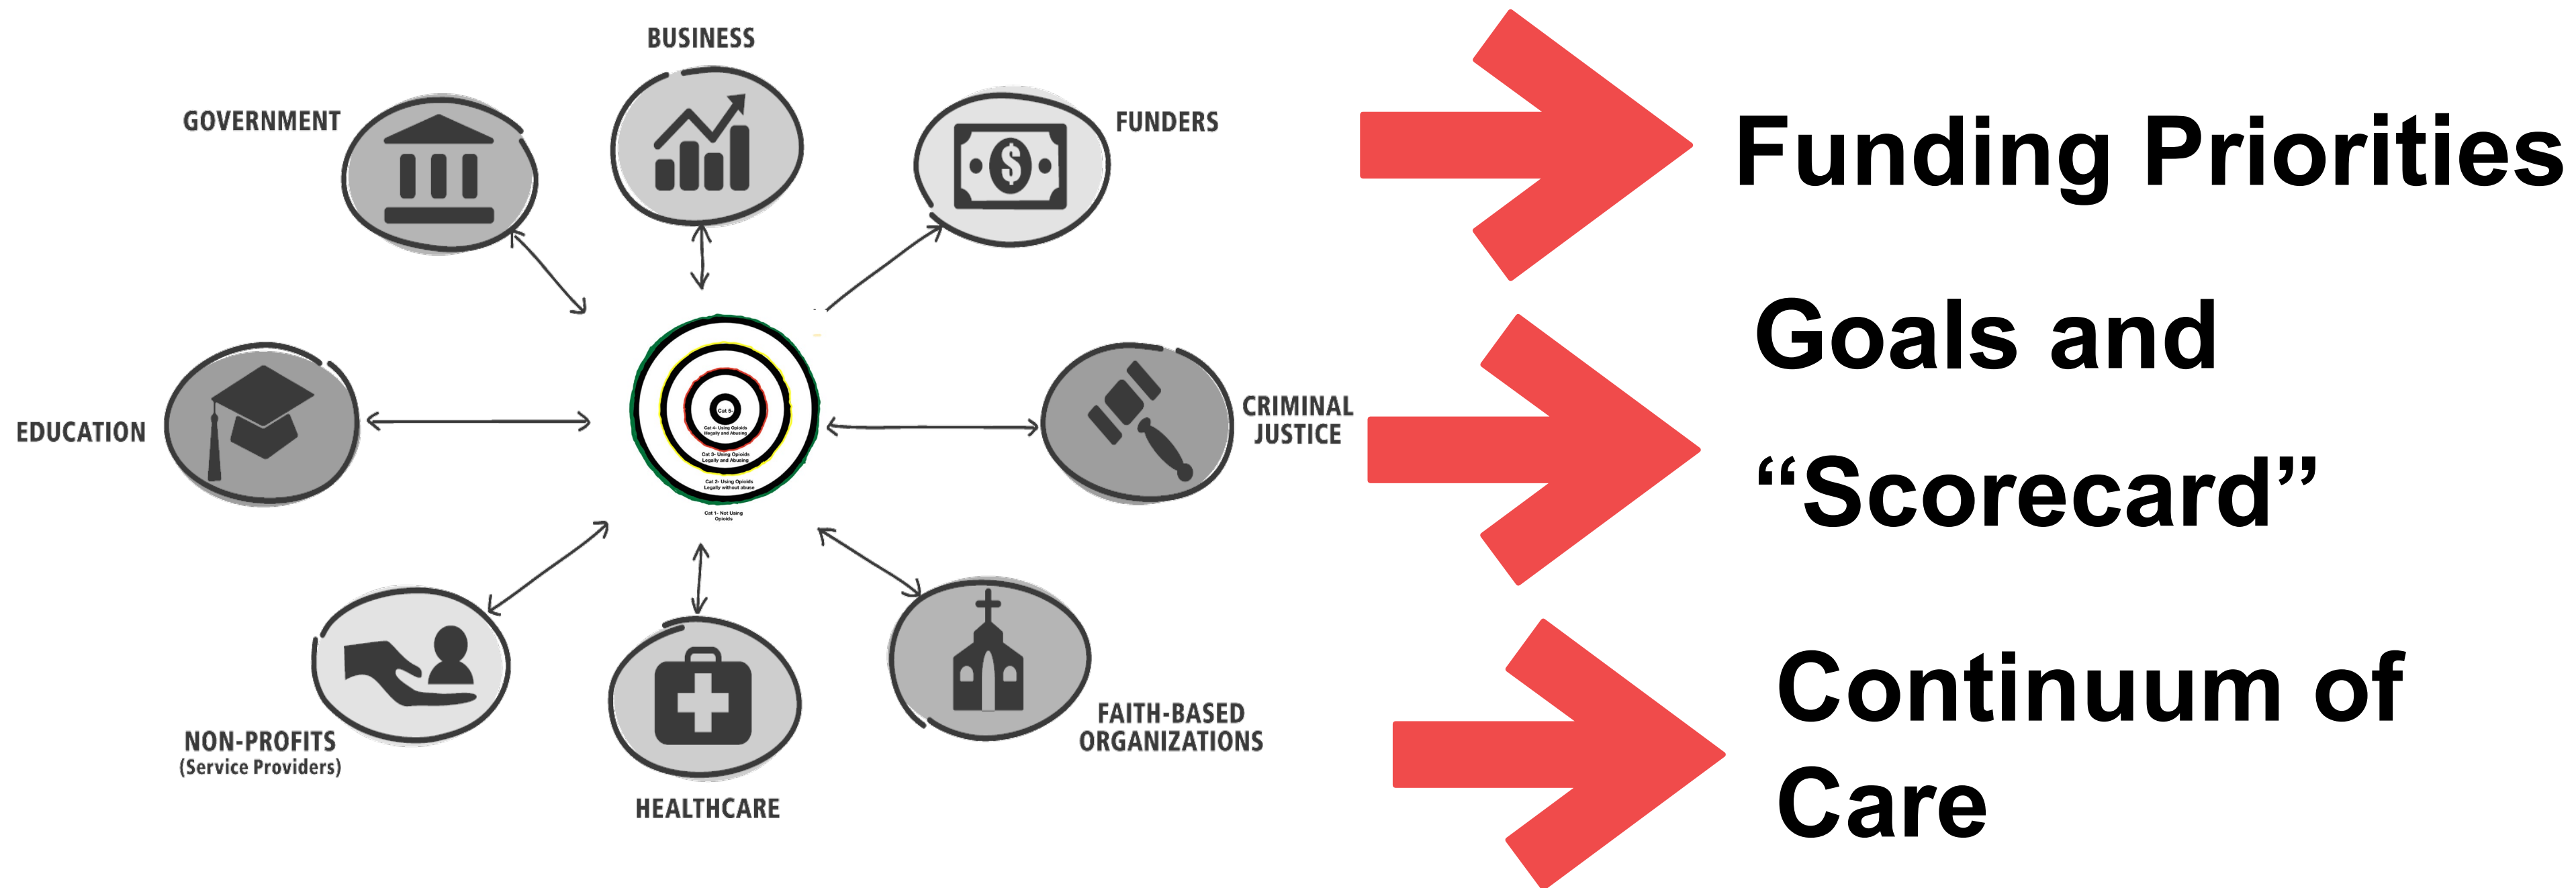 BUSINESS
GOVERNMENT
FUNDERS
EDUCATION
CRIMINAL
JUSTICE
NON-PROFITS
(Service Providers)
HEALTHCARE
FAITH-BASED
ORGANIZATIONS
Cat 5-
Cat 4- Using Opioids
Illegally and Abusing
Cat 3- Using Opioids
Legally and Abusing
Cat 2- Using Opioids
Legally without abuse
Cat 1- Not Using
Opioids
Funding Priorities
Goals and
“Scorecard”
Continuum of
Care